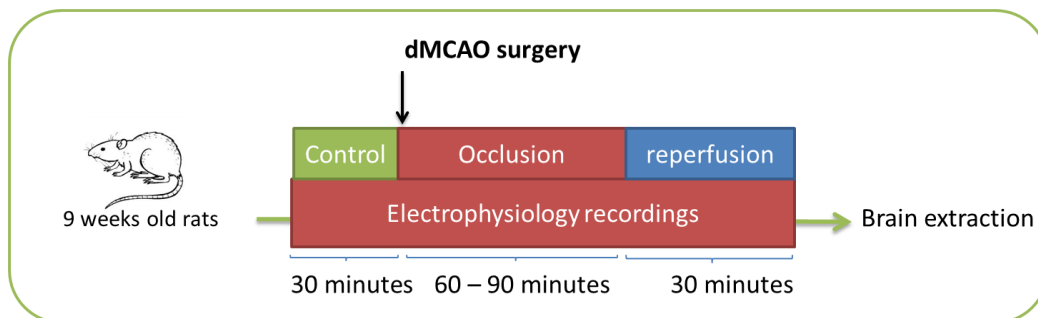 dMCAO surgery
Control
Occlusion
reperfusion
9 weeks old rats
Electrophysiology recordings
Brain extraction
30 minutes
60 – 90 minutes
30 minutes